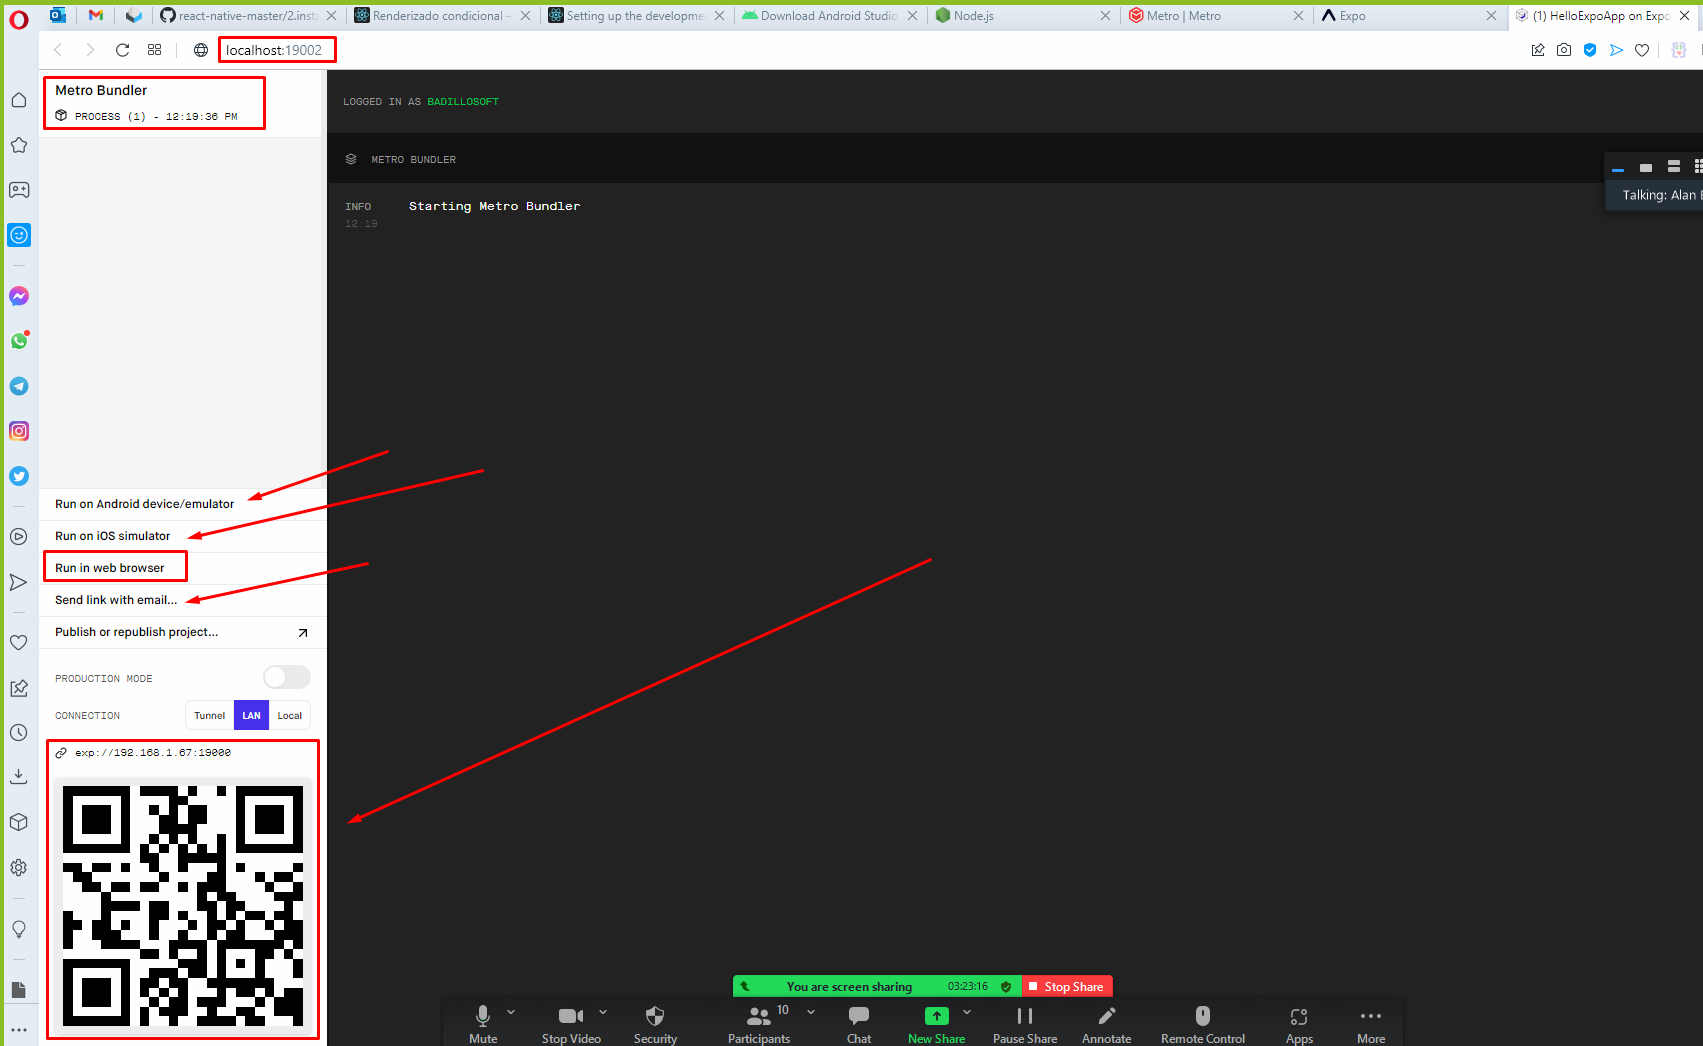 react-native-master/2.insta
Renderizado condicional –
Setting up the developme
Download Android Studio
Node.js
Metro | Metro
Expo
(1) HelloExpoApp on Expo
localhost:19002
Metro Bundler
PROCESS (1) - 12:19:36 PM
LOGGED IN AS BADILLOSOFT
METRO BUNDLER
Talking: Alan
INFO Starting Metro Bundler
12:19
Run on Android device/emulator
Run on iOS simulator
Run in web browser
Send link with email...
Publish or republish project...
PRODUCTION MODE
CONNECTION Tunnel LAN Local
exp://192.168.1.67:19000
You are screen sharing 03:23:16 Stop Share
10
Mute Stop Video Security Participants Chat New Share Pause Share Annotate Remote Control Apps More